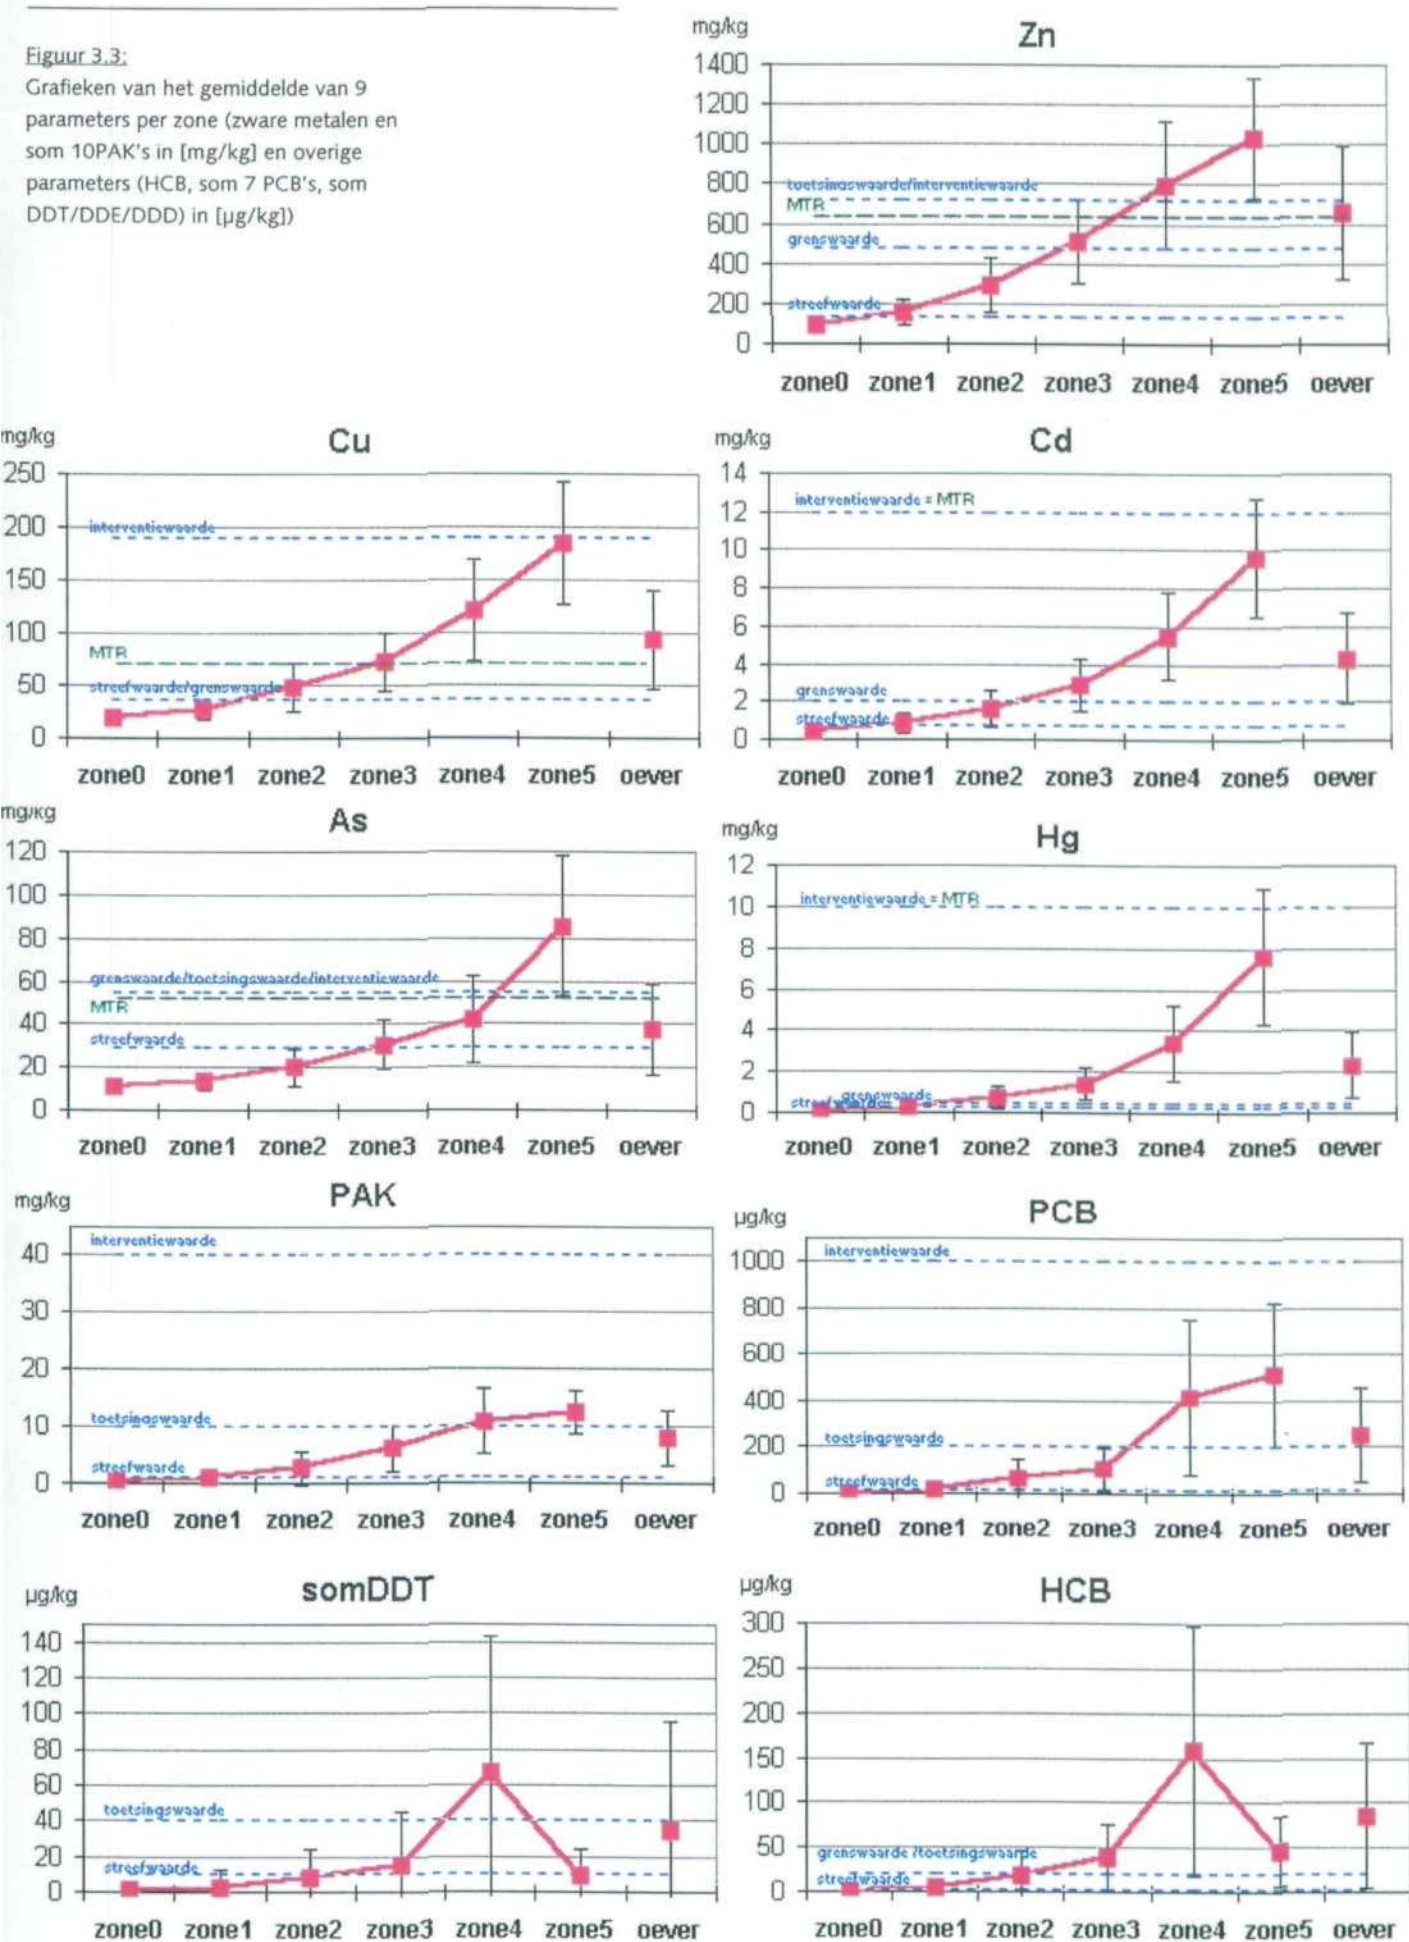 Figuur 3.3:
Grafieken van het gemiddelde van 9
parameters per zone (zware metalen en
som 10PAK's in [mg/kg] en overige
parameters (HCB, som 7 PCB's, som
DDT/DDE/DDD) in [µg/kg])
mg/kg
Zn
1400
1200
1000
800
600
400
200
0
toetsingswaarde/interventiewaarde
MTR
grenswaarde
streefwaarde
zone0 zone1 zone2 zone3 zone4 zone5 oever
mg/kg
Cu
250
200
150
100
50
0
interventiewaarde
MTR
streefwaarde/grenswaarde
zone0 zone1 zone2 zone3 zone4 zone5 oever
mg/kg
Cd
14
12
10
8
6
4
2
0
interventiewaarde = MTR
grenswaarde
streefwaarde
zone0 zone1 zone2 zone3 zone4 zone5 oever
mg/kg
As
120
100
80
60
40
20
0
grenswaarde/toetsingswaarde/interventiewaarde
MTR
streefwaarde
zone0 zone1 zone2 zone3 zone4 zone5 oever
mg/kg
Hg
12
10
8
6
4
2
0
interventiewaarde = MTR
grenswaarde
streefwaarde
zone0 zone1 zone2 zone3 zone4 zone5 oever
mg/kg
PAK
40
30
20
10
0
interventiewaarde
toetsingswaarde
streefwaarde
zone0 zone1 zone2 zone3 zone4 zone5 oever
µg/kg
PCB
1000
800
600
400
200
0
interventiewaarde
toetsingswaarde
streefwaarde
zone0 zone1 zone2 zone3 zone4 zone5 oever
µg/kg
somDDT
140
120
100
80
60
40
20
0
toetsingswaarde
streefwaarde
zone0 zone1 zone2 zone3 zone4 zone5 oever
µg/kg
HCB
300
250
200
150
100
50
0
grenswaarde /toetsingswaarde
streefwaarde
zone0 zone1 zone2 zone3 zone4 zone5 oever